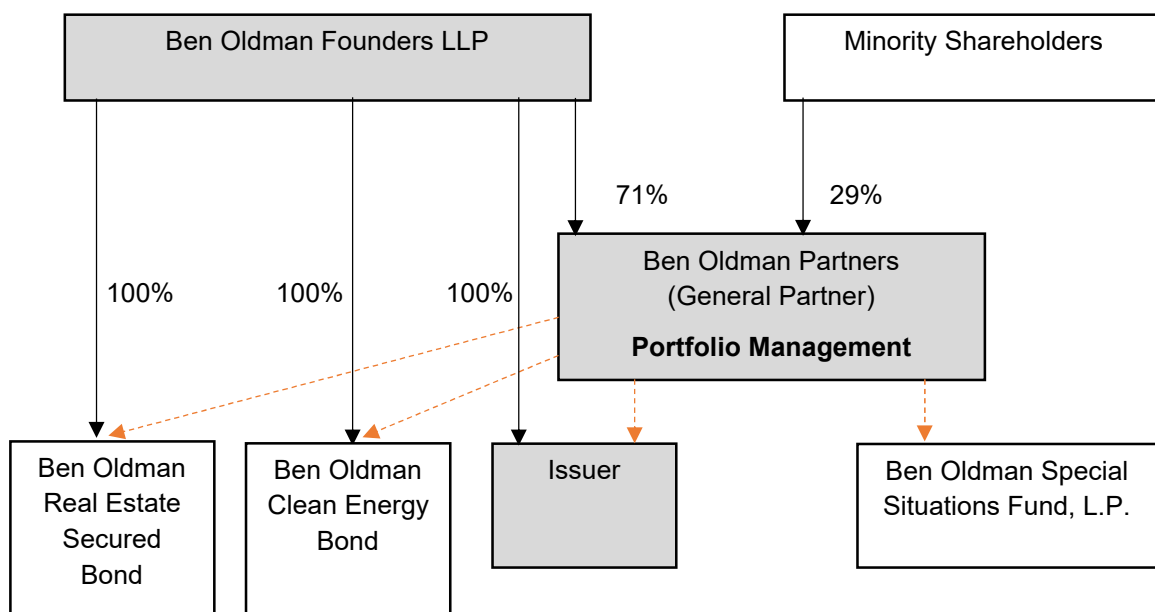 Ben Oldman Founders LLP
Minority Shareholders
71%
29%
Ben Oldman Partners
(General Partner)
Portfolio Management
100%
100%
100%
Ben Oldman
Real Estate
Secured
Bond
Ben Oldman
Clean Energy
Bond
Issuer
Ben Oldman Special
Situations Fund, L.P.